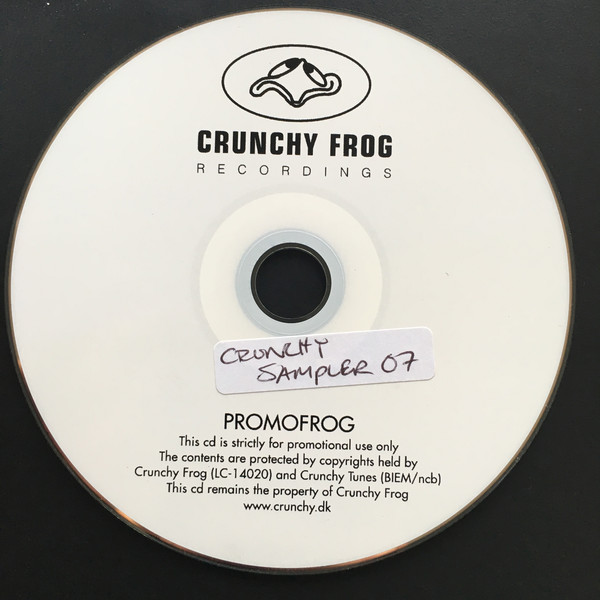 CRUNCHY FROG
RECORDINGS
CRUNCHY
SAMPLER 07
PROMOFROG
This cd is strictly for promotional use only
The contents are protected by copyrights held by
Crunchy Frog (LC-14020) and Crunchy Tunes (BIEM/ncb)
This cd remains the property of Crunchy Frog
www.crunchy.dk